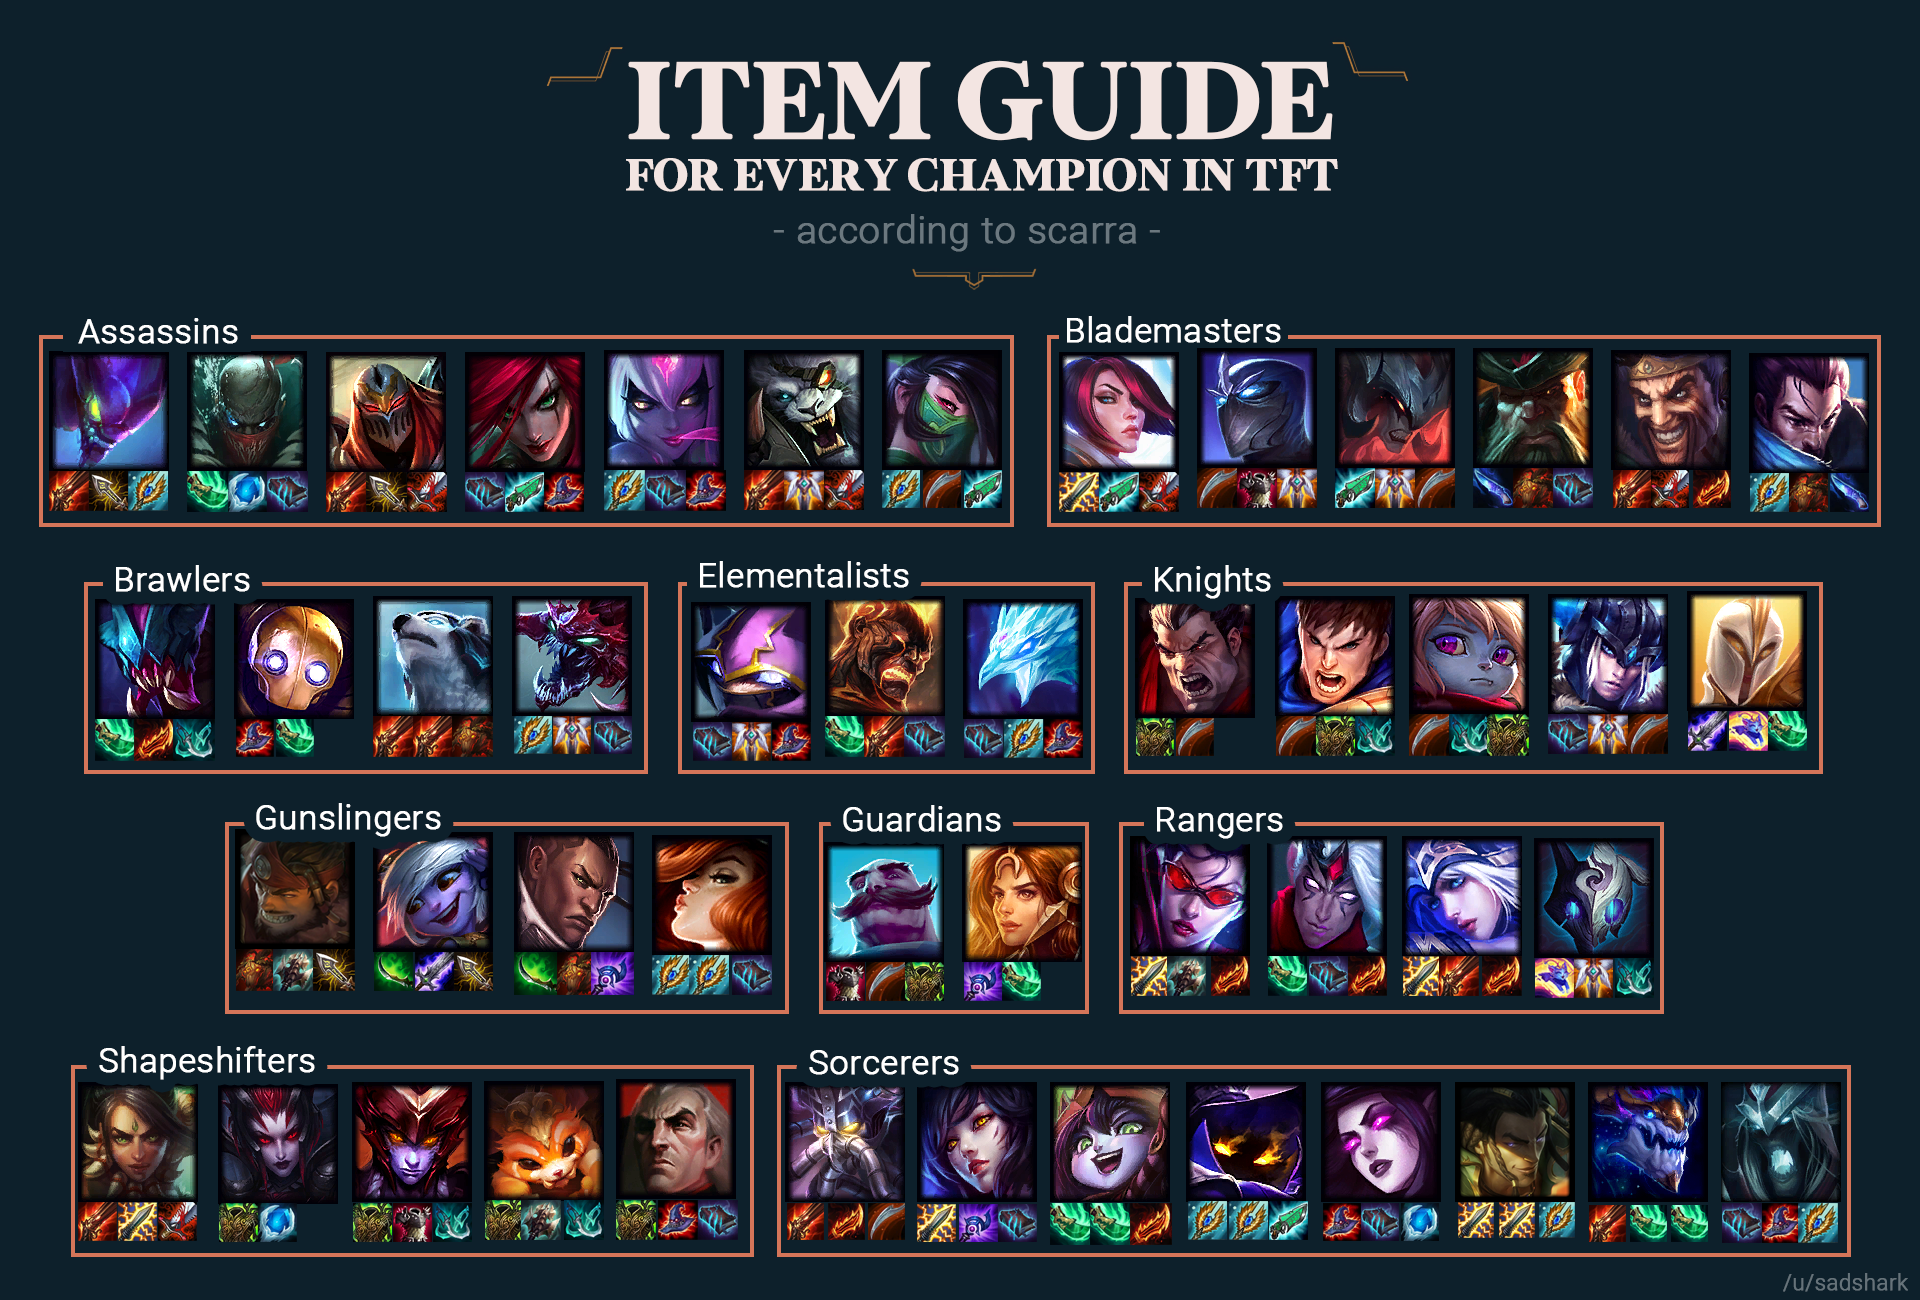 ITEM GUIDE
FOR EVERY CHAMPION IN TFT
- according to scarra -
Assassins
Blademasters
Brawlers
Elementalists
Knights
Gunslingers
Guardians
Rangers
Shapeshifters
Sorcerers
/u/sadshark